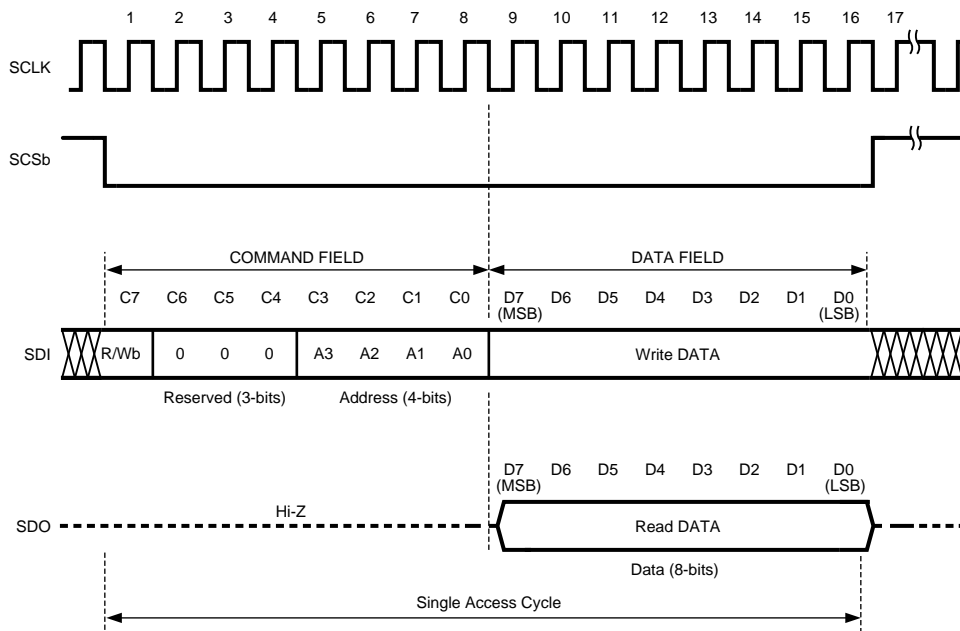 1 2 3 4 5 6 7 8 9 10 11 12 13 14 15 16 17
SCLK
SCSb
COMMAND FIELD DATA FIELD
C7 C6 C5 C4 C3 C2 C1 C0 D7 D6 D5 D4 D3 D2 D1 D0
(MSB) (LSB)
SDI R/Wb 0 0 0 A3 A2 A1 A0 Write DATA
Reserved (3-bits) Address (4-bits)
D7 D6 D5 D4 D3 D2 D1 D0
(MSB) (LSB)
Hi-Z
SDO Read DATA
Data (8-bits)
Single Access Cycle